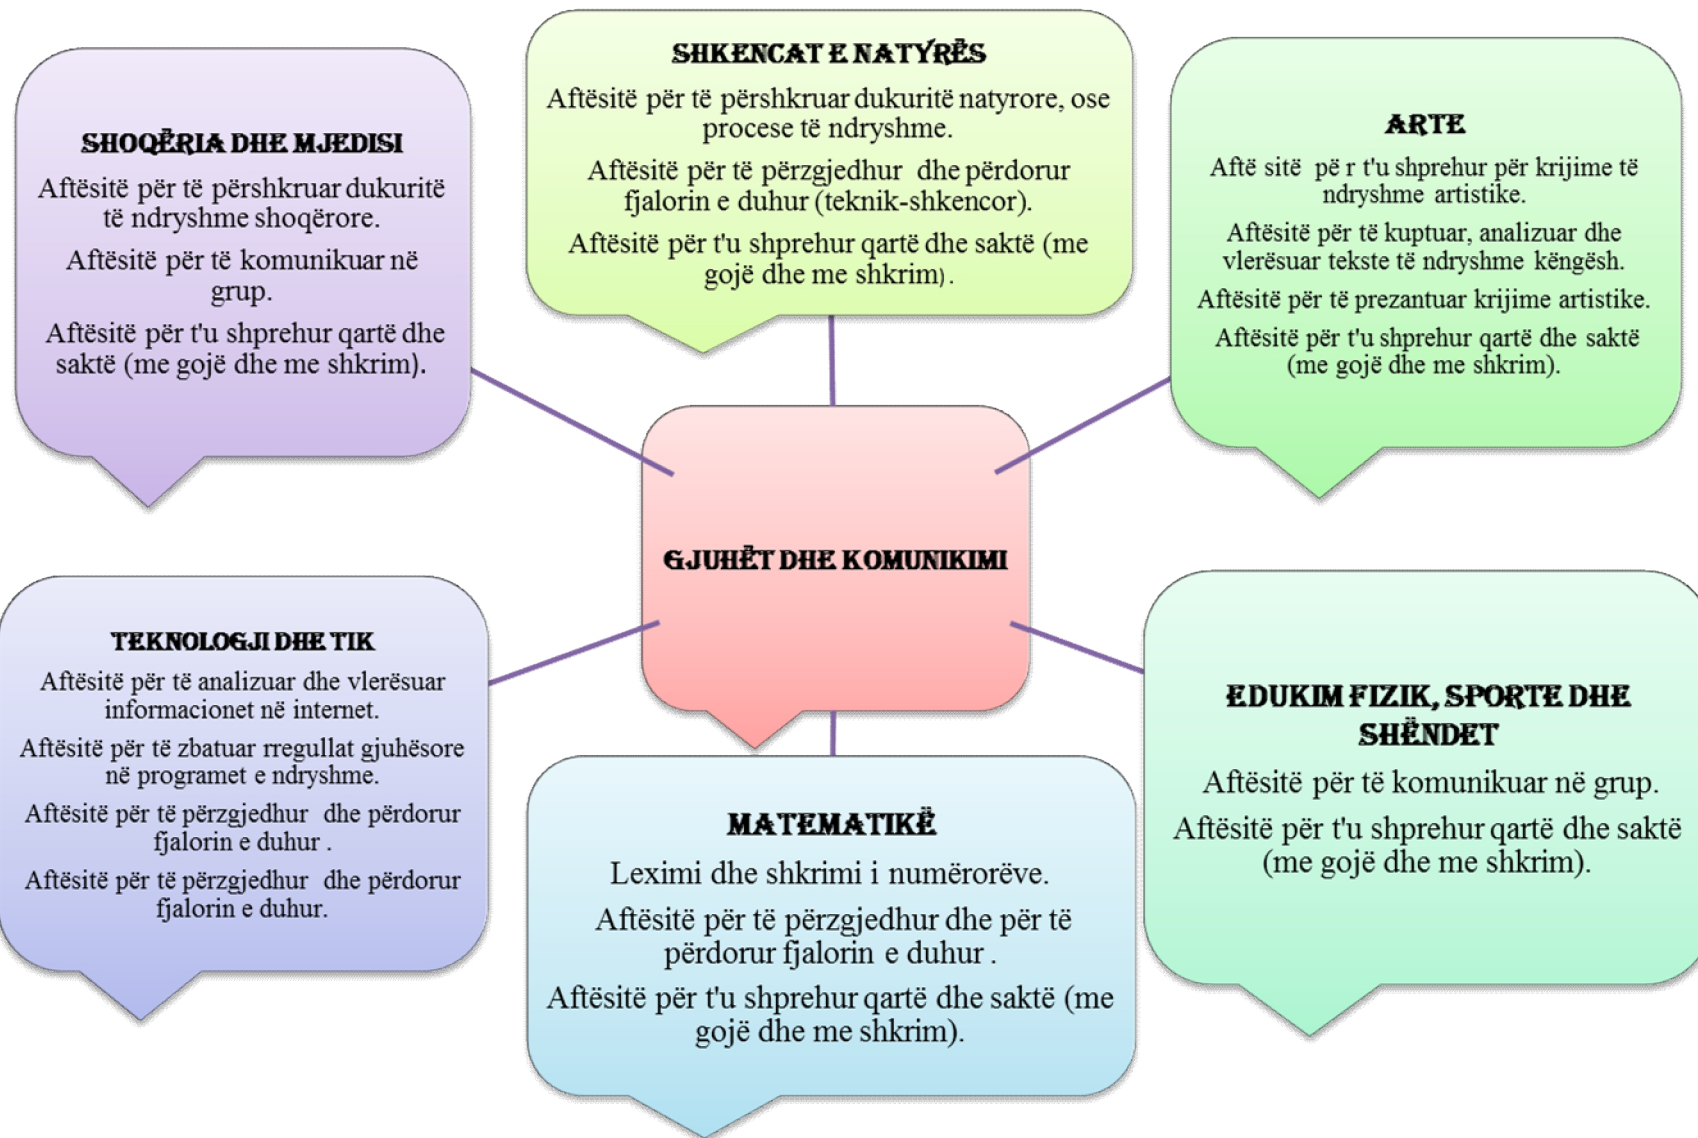 SHOQËRIA DHE MJEDISI
Aftësitë për të përshkruar dukuritë
të ndryshme shoqërore.
Aftësitë për të komunikuar në
grup.
Aftësitë për t'u shprehur qartë dhe
saktë (me gojë dhe me shkrim).
SHKENCAT E NATYRËS
Aftësitë për të përshkruar dukuritë natyrore, ose
procese të ndryshme.
Aftësitë për të përzgjedhur dhe përdorur
fjalorin e duhur (teknik-shkencor).
Aftësitë për t'u shprehur qartë dhe saktë (me
gojë dhe me shkrim).
ARTE
Aftë sitë pë r t'u shprehur për krijime të
ndryshme artistike.
Aftësitë për të kuptuar, analizuar dhe
vlerësuar tekste të ndryshme këngësh.
Aftësitë për të prezantuar krijime artistike.
Aftësitë për t'u shprehur qartë dhe saktë
(me gojë dhe me shkrim).
GJUHËT DHE KOMUNIKIMI
TEKNOLOGJI DHE TIK
Aftësitë për të analizuar dhe vlerësuar
informacionet në internet.
Aftësitë për të zbatuar rregullat gjuhësore
në programet e ndryshme.
Aftësitë për të përzgjedhur dhe përdorur
fjalorin e duhur .
Aftësitë për të përzgjedhur dhe përdorur
fjalorin e duhur.
MATEMATIKË
Leximi dhe shkrimi i numërorëve.
Aftësitë për të përzgjedhur dhe për të
përdorur fjalorin e duhur .
Aftësitë për t'u shprehur qartë dhe saktë (me
gojë dhe me shkrim).
EDUKIM FIZIK, SPORTE DHE
SHËNDET
Aftësitë për të komunikuar në grup.
Aftësitë për t'u shprehur qartë dhe saktë
(me gojë dhe me shkrim).